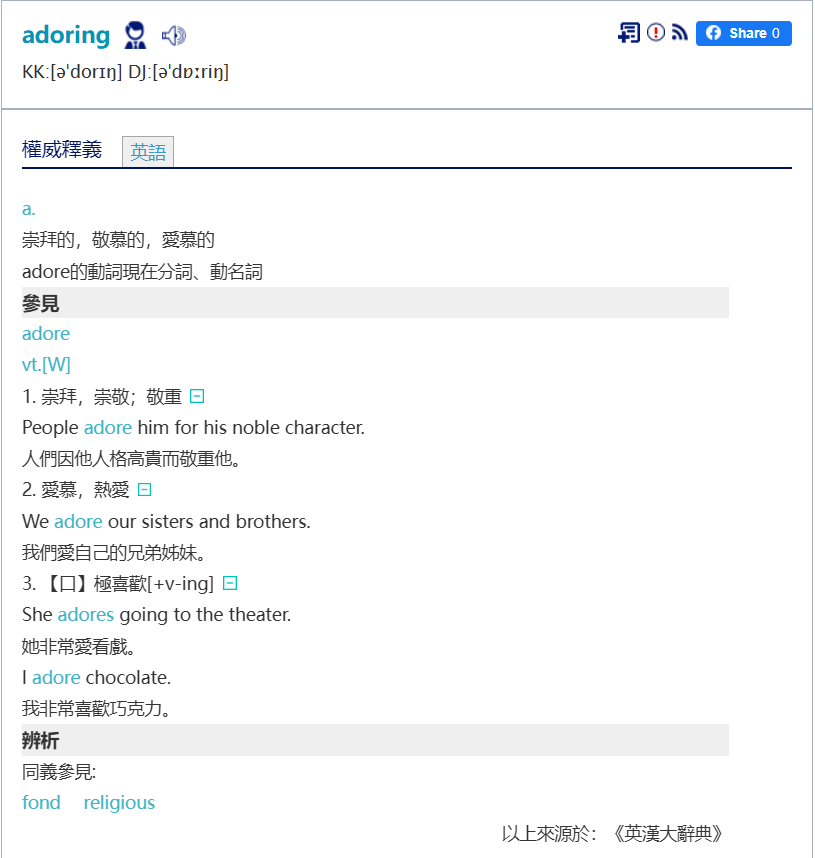 adoring
Share 0
KK:[əˋdorɪŋ] DJ:[əˈdɒːriŋ]
權威釋義 英語
a.
崇拜的，敬慕的，愛慕的
adore的動詞現在分詞、動名詞
參見
adore
vt.[W]
1. 崇拜，崇敬；敬重
People adore him for his noble character.
人們因他人格高貴而敬重他。
2. 愛慕，熱愛
We adore our sisters and brothers.
我們愛自己的兄弟姊妹。
3. 【口】極喜歡[+v-ing]
She adores going to the theater.
她非常愛看戲。
I adore chocolate.
我非常喜歡巧克力。
辨析
同義參見:
fond religious
以上來源於：《英漢大辭典》